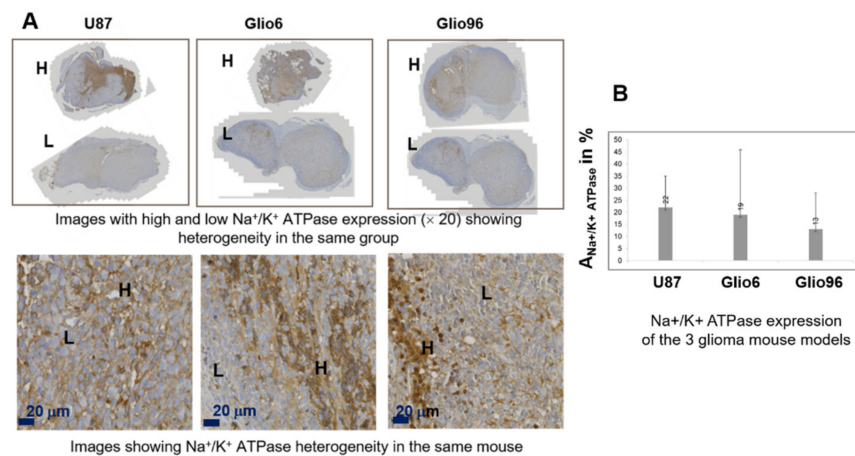 A
U87
Glio6
Glio96
H
H
H
L
L
L
Images with high and low Na⁺/K⁺ ATPase expression (× 20) showing
heterogeneity in the same group
H
L
L
H
L
H
20 µm
20 µm
20 µm
Images showing Na⁺/K⁺ ATPase heterogeneity in the same mouse
B
A Na+/K+ ATPase in %
50
45
40
35
30
25
20
15
10
5
0
22
19
13
U87
Glio6
Glio96
Na+/K+ ATPase expression
of the 3 glioma mouse models